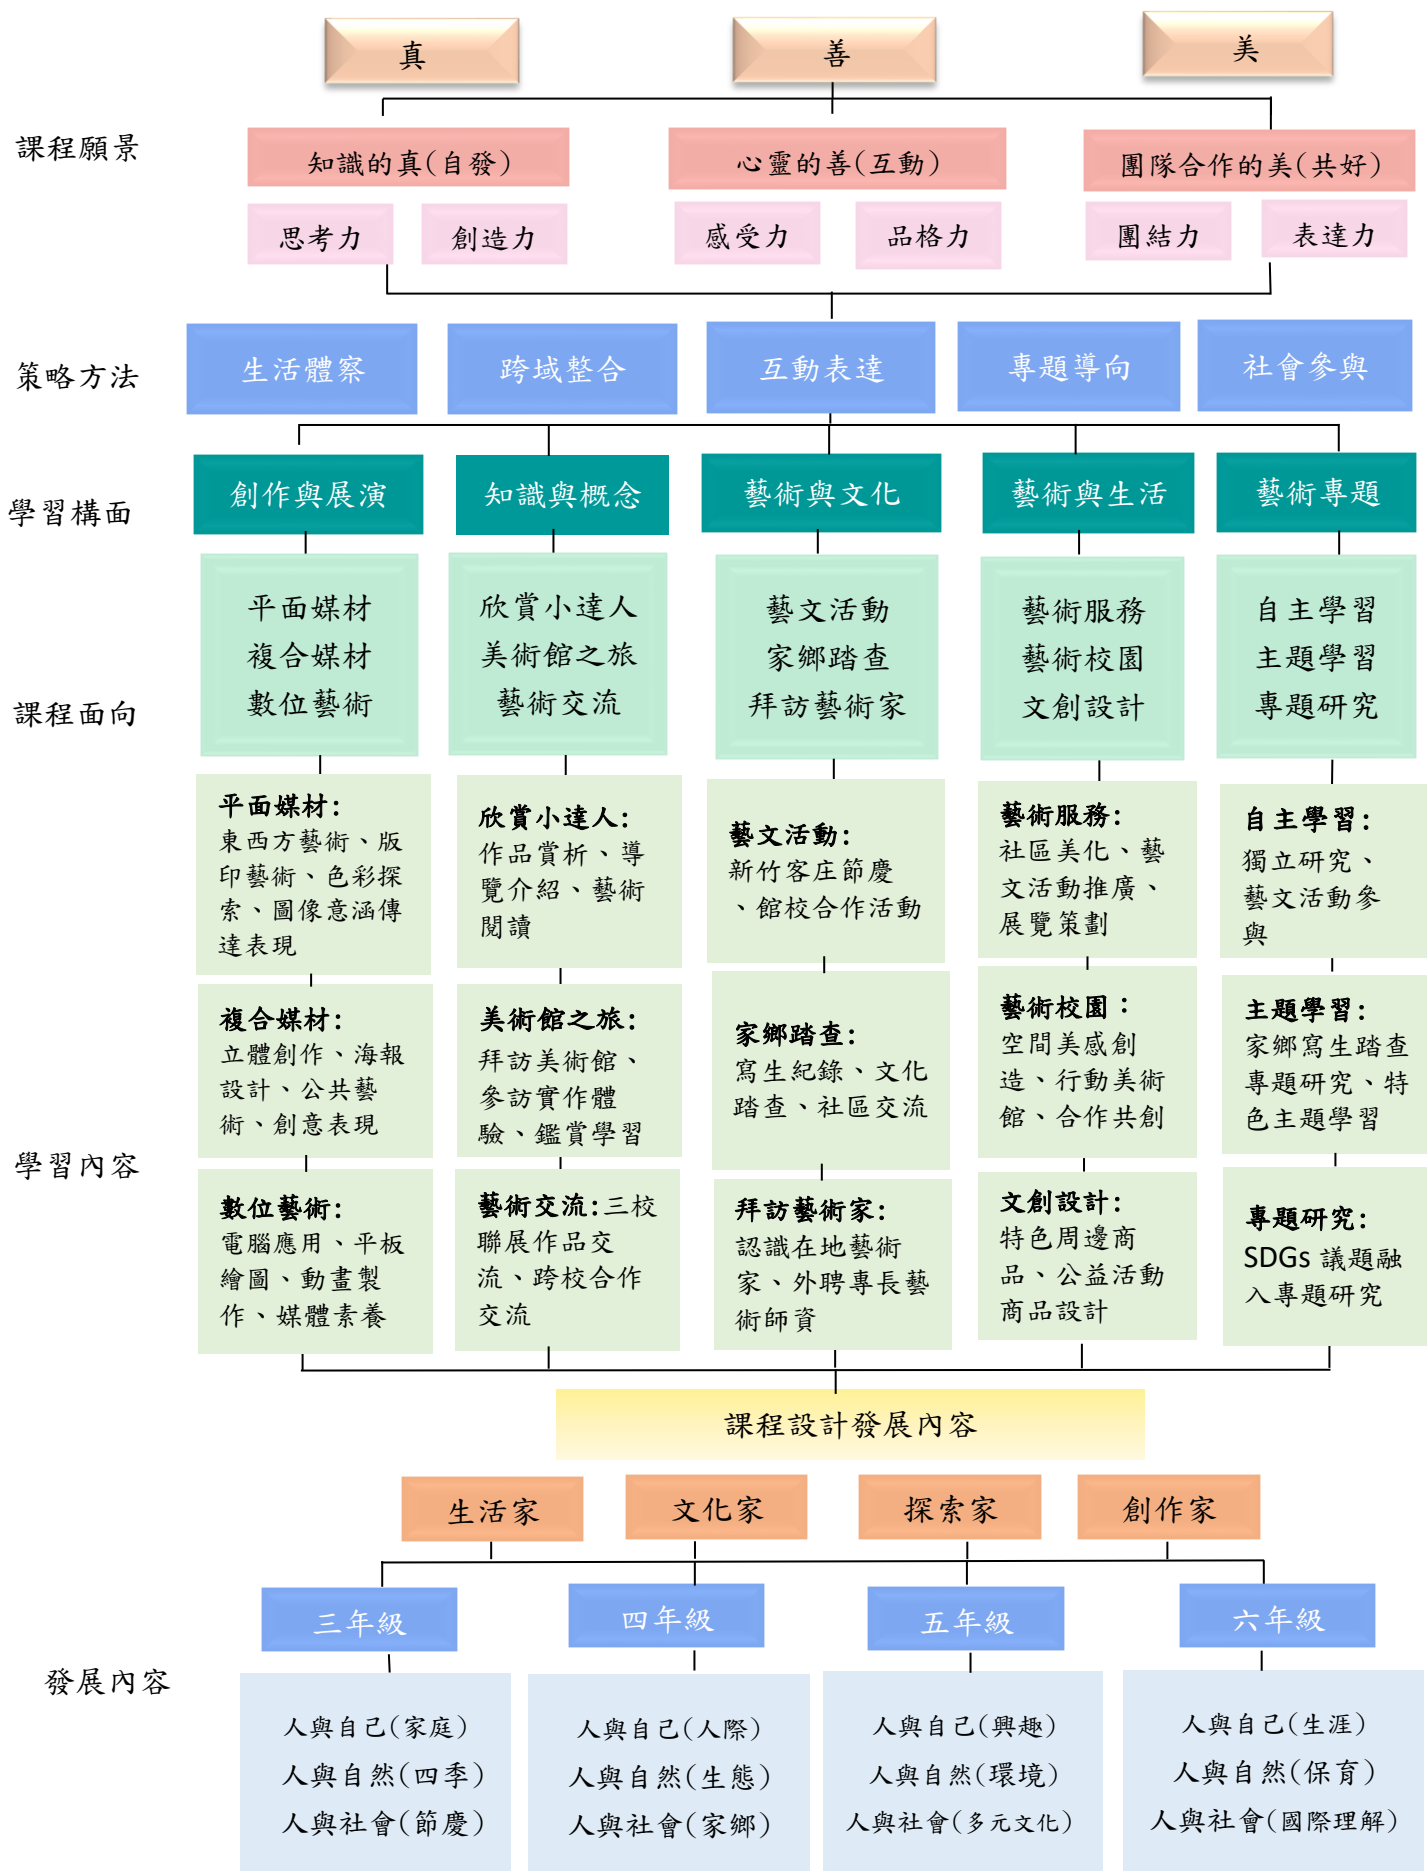 真
善
美
課程願景
知識的真(自發)
心靈的善(互動)
團隊合作的美(共好)
思考力
創造力
感受力
品格力
團結力
表達力
策略方法
生活體察
跨域整合
互動表達
專題導向
社會參與
學習構面
創作與展演
知識與概念
藝術與文化
藝術與生活
藝術專題
課程面向
平面媒材
複合媒材
數位藝術
欣賞小達人
美術館之旅
藝術交流
藝文活動
家鄉踏查
拜訪藝術家
藝術服務
藝術校園
文創設計
自主學習
主題學習
專題研究
學習內容
平面媒材:
東西方藝術、版
印藝術、色彩探
索、圖像意涵傳
達表現
複合媒材:
立體創作、海報
設計、公共藝
術、創意表現
數位藝術:
電腦應用、平板
繪圖、動畫製
作、媒體素養
欣賞小達人:
作品賞析、導
覽介紹、藝術
閱讀
美術館之旅:
拜訪美術館、
參訪實作體
驗、鑑賞學習
藝術交流:三校
聯展作品交
流、跨校合作
交流
藝文活動:
新竹客庄節慶
、館校合作活動
家鄉踏查:
寫生紀錄、文化
踏查、社區交流
拜訪藝術家:
認識在地藝術
家、外聘專長藝
術師資
藝術服務:
社區美化、藝
文活動推廣、
展覽策劃
藝術校園：
空間美感創
造、行動美術
館、合作共創
文創設計:
特色周邊商
品、公益活動
商品設計
自主學習:
獨立研究、
藝文活動參
與
主題學習:
家鄉寫生踏查
專題研究、特
色主題學習
專題研究:
SDGs 議題融
入專題研究
課程設計發展內容
生活家
文化家
探索家
創作家
發展內容
三年級
四年級
五年級
六年級
人與自己(家庭)
人與自然(四季)
人與社會(節慶)
人與自己(人際)
人與自然(生態)
人與社會(家鄉)
人與自己(興趣)
人與自然(環境)
人與社會(多元文化)
人與自己(生涯)
人與自然(保育)
人與社會(國際理解)